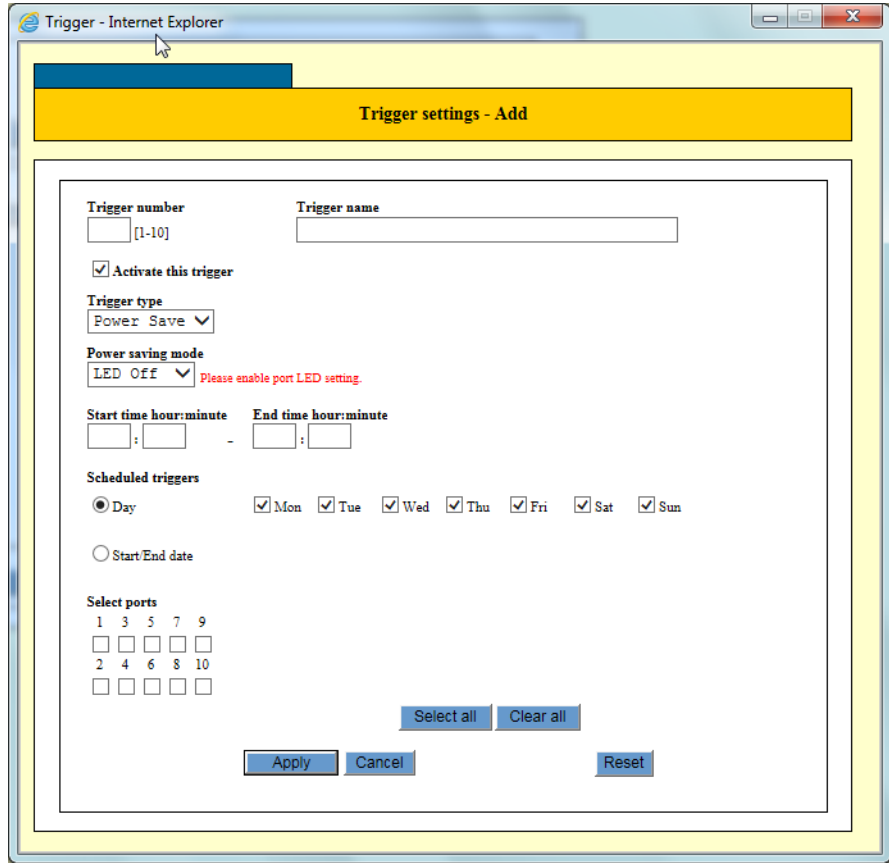 Trigger - Internet Explorer
Trigger settings - Add
Trigger number Trigger name
[1-10]
Activate this trigger
Trigger type
Power Save
Power saving mode
LED Off Please enable port LED setting.
Start time hour:minute End time hour:minute
: - :
Scheduled triggers
Day Mon Tue Wed Thu Fri Sat Sun
Start/End date
Select ports
1 3 5 7 9
2 4 6 8 10
Select all Clear all
Apply Cancel Reset